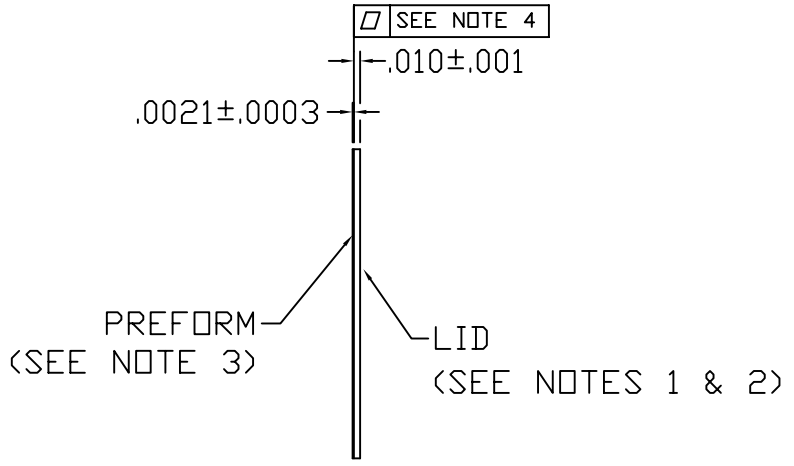 SEE NOTE 4
.010±.001
.0021±.0003
PREFORM
(SEE NOTE 3)
LID
(SEE NOTES 1 & 2)